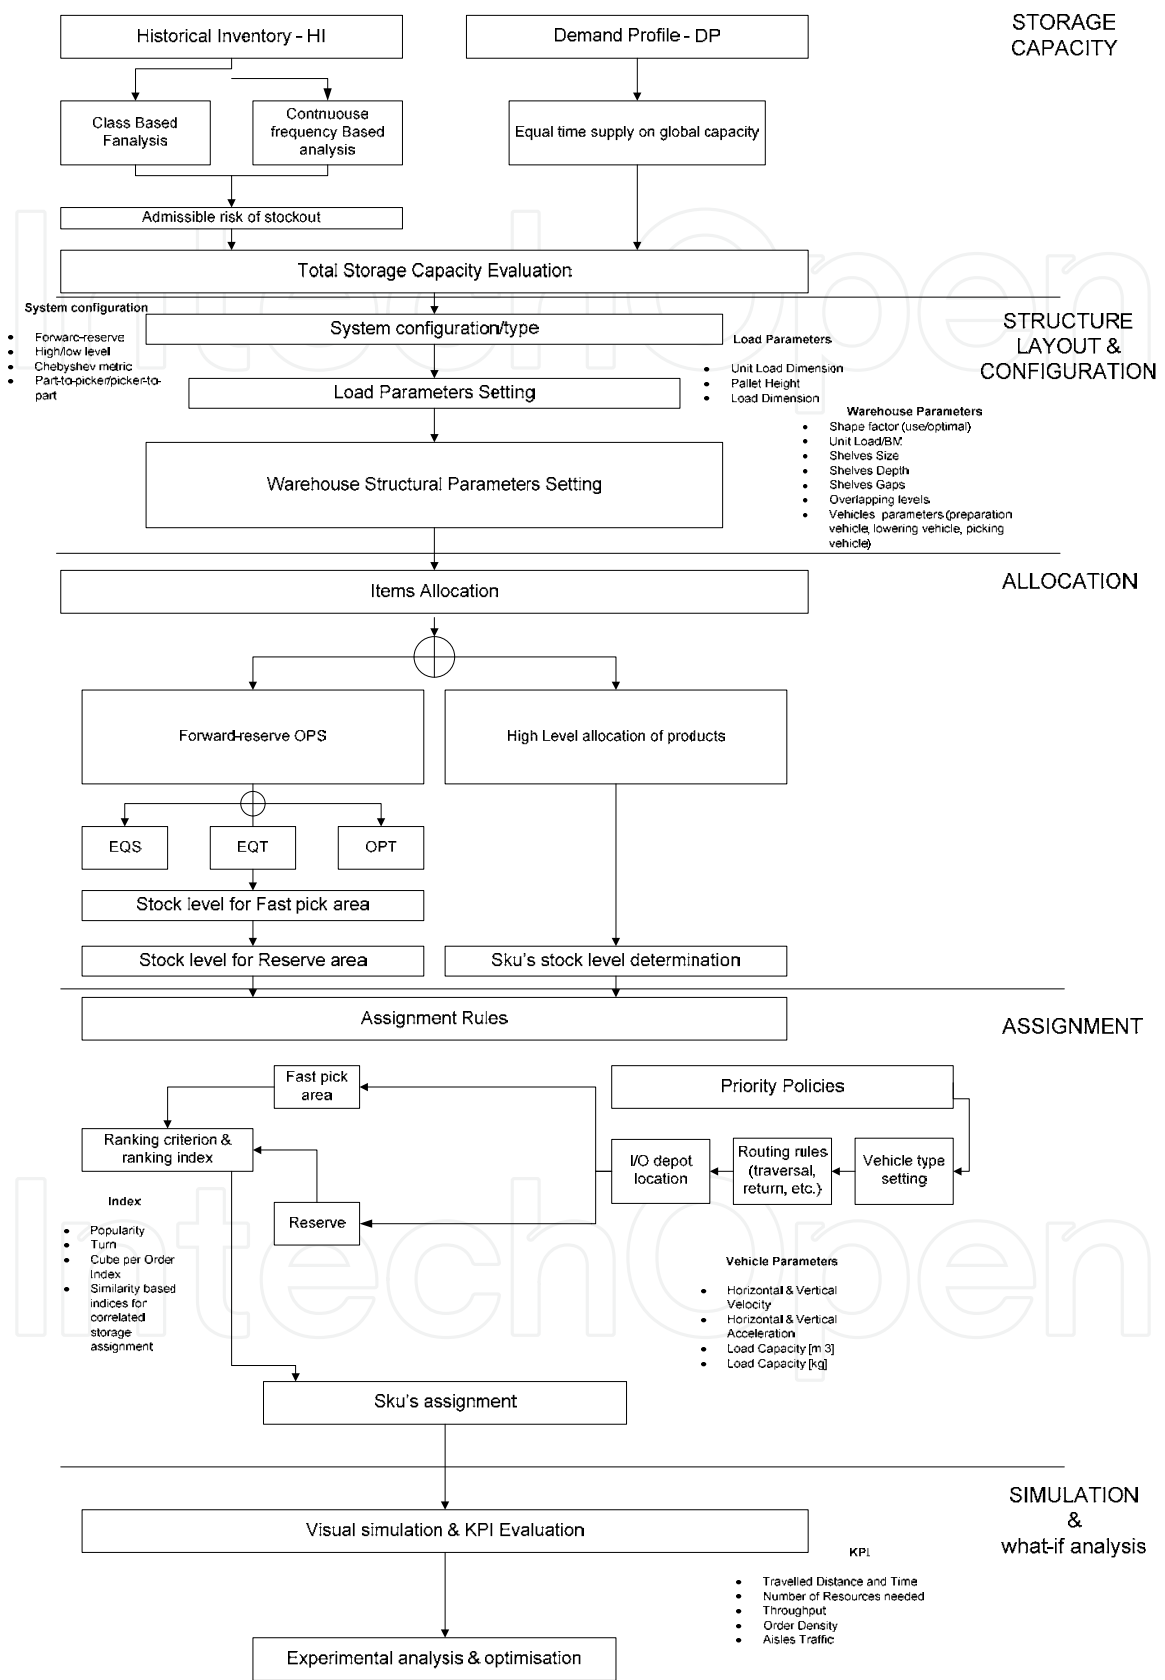 Historical Inventory - HI
Demand Profile - DP
STORAGE
CAPACITY
Class Based
Fanalysis
Contnuouse
frequency Based
analysis
Equal time supply on global capacity
Admissible risk of stockout
Total Storage Capacity Evaluation
System configuration
Forward-reserve
High/low level
Chebyshev metric
Part-to-picker/picker-to-
part
System configuration/type
STRUCTURE
LAYOUT &
CONFIGURATION
Load Parameters
Unit Load Dimension
Pallet Height
Load Dimension
Load Parameters Setting
Warehouse Parameters
Shape factor (use/optimal)
Unit Load/BM
Shelves Size
Shelves Depth
Shelves Gaps
Overlapping levels
Vehicles parameters (preparation
vehicle, lowering vehicle, picking
vehicle)
Warehouse Structural Parameters Setting
ALLOCATION
Items Allocation
Forward-reserve OPS
High Level allocation of products
EQS
EQT
OPT
Stock level for Fast pick area
Stock level for Reserve area
Sku's stock level determination
Assignment Rules
ASSIGNMENT
Fast pick
area
Priority Policies
Ranking criterion &
ranking index
I/O depot
location
Routing rules
(traversal,
return, etc.)
Vehicle type
setting
Reserve
Index
Popularity
Turn
Cube per Order
Index
Similarity based
indices for
correlated
storage
assignment
Vehicle Parameters
Horizontal & Vertical
Velocity
Horizontal & Vertical
Acceleration
Load Capacity [m 3]
Load Capacity [kg]
Sku's assignment
SIMULATION
&
what-if analysis
Visual simulation & KPI Evaluation
KPI
Travelled Distance and Time
Number of Resources needed
Throughput
Order Density
Aisles Traffic
Experimental analysis & optimisation
IntechOpen
IntechOpen